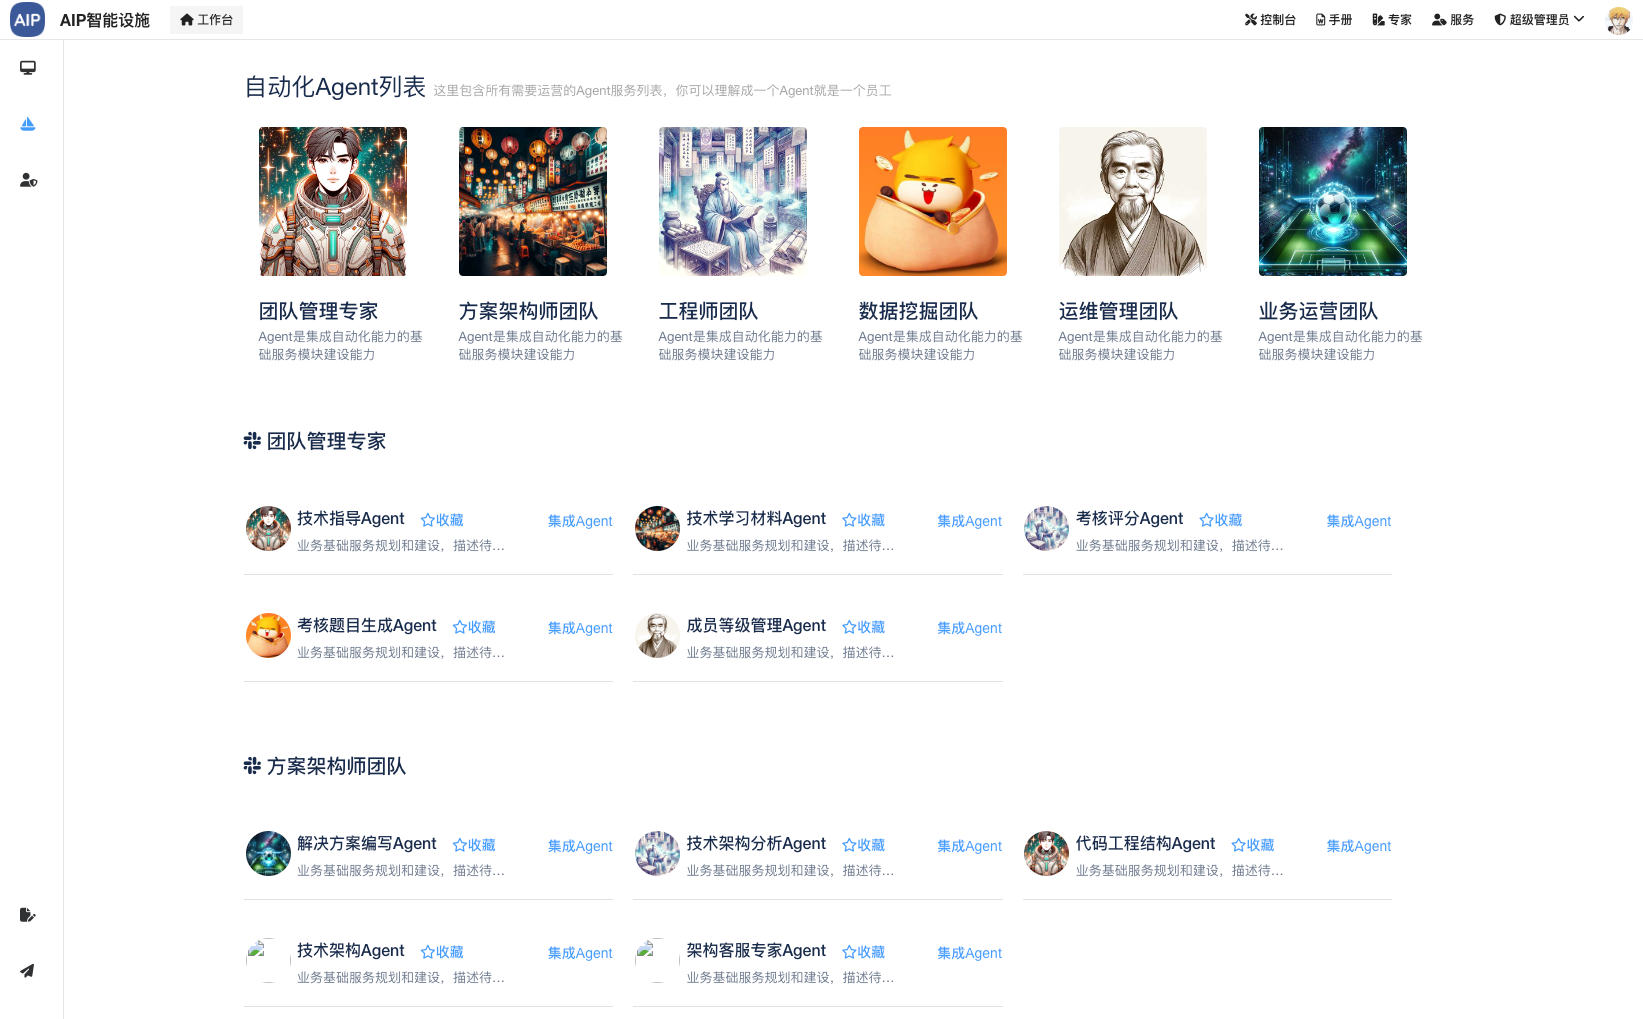 AIP AIP智能设施 工作台 控制台 手册 专家 服务 超级管理员
自动化Agent列表 这里包含所有需要运营的Agent服务列表，你可以理解成一个Agent就是一个员工
团队管理专家
Agent是集成自动化能力的基
础服务模块建设能力
方案架构师团队
Agent是集成自动化能力的基
础服务模块建设能力
工程师团队
Agent是集成自动化能力的基
础服务模块建设能力
数据挖掘团队
Agent是集成自动化能力的基
础服务模块建设能力
运维管理团队
Agent是集成自动化能力的基
础服务模块建设能力
业务运营团队
Agent是集成自动化能力的基
础服务模块建设能力
团队管理专家
技术指导Agent 收藏 集成Agent
业务基础服务规划和建设，描述待...
技术学习材料Agent 收藏 集成Agent
业务基础服务规划和建设，描述待...
考核评分Agent 收藏 集成Agent
业务基础服务规划和建设，描述待...
考核题目生成Agent 收藏 集成Agent
业务基础服务规划和建设，描述待...
成员等级管理Agent 收藏 集成Agent
业务基础服务规划和建设，描述待...
方案架构师团队
解决方案编写Agent 收藏 集成Agent
业务基础服务规划和建设，描述待...
技术架构分析Agent 收藏 集成Agent
业务基础服务规划和建设，描述待...
代码工程结构Agent 收藏 集成Agent
业务基础服务规划和建设，描述待...
技术架构Agent 收藏 集成Agent
业务基础服务规划和建设，描述待...
架构客服专家Agent 收藏 集成Agent
业务基础服务规划和建设，描述待...